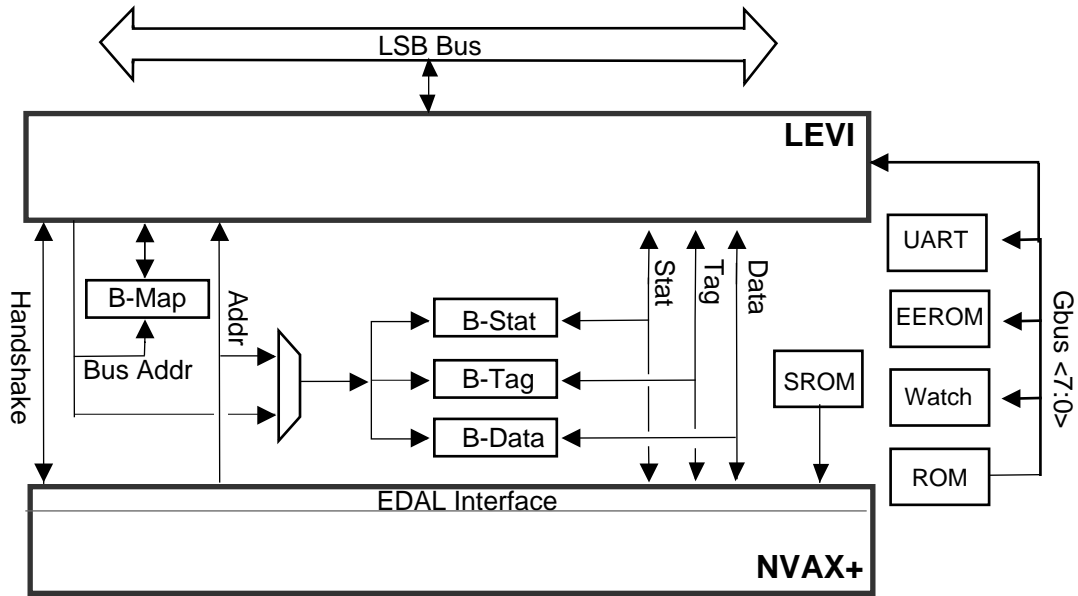 LSB Bus
LEVI
UART
B-Map
Stat
Tag
Data
Handshake
Addr
B-Stat
EEROM
Gbus <7:0>
Bus Addr
B-Tag
SROM
Watch
B-Data
ROM
EDAL Interface
NVAX+